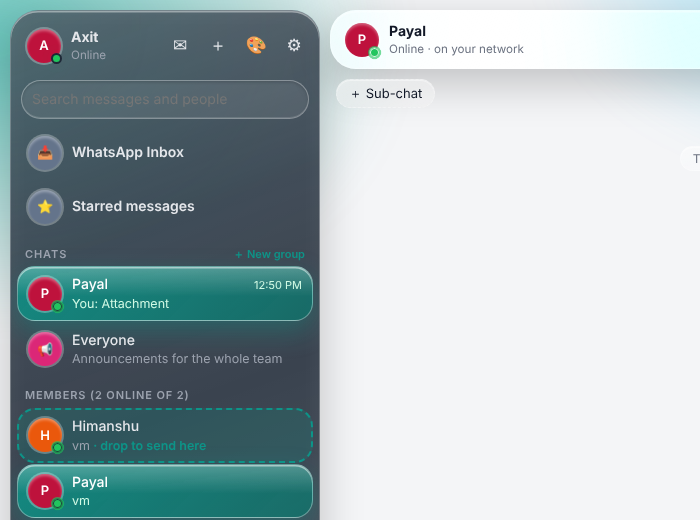 Axit
Online
Search messages and people
WhatsApp Inbox
Starred messages
CHATS
+ New group
Payal
12:50 PM
You: Attachment
Everyone
Announcements for the whole team
MEMBERS (2 ONLINE OF 2)
H
Himanshu
vm · drop to send here
P
Payal
vm
A
P
P
Payal
Online · on your network
+ Sub-chat
T